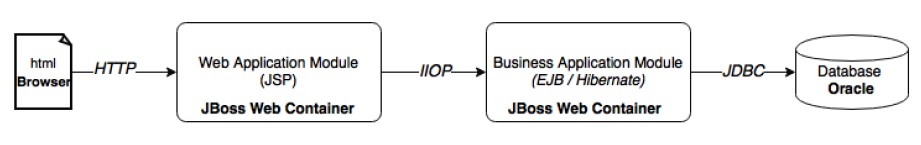 html
Browser
HTTP
Web Application Module
(JSP)
JBoss Web Container
IIOP
Business Application Module
(EJB / Hibernate)
JBoss Web Container
JDBC
Database
Oracle